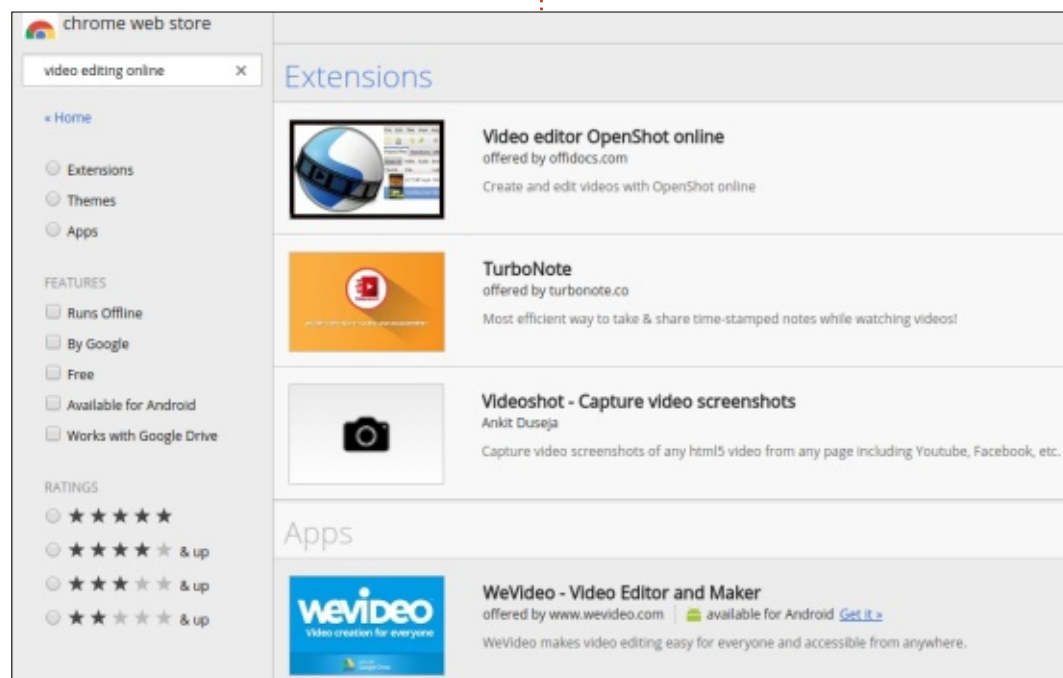 chrome web store
video editing online
« Home
Extensions
Themes
Apps
FEATURES
Runs Offline
By Google
Free
Available for Android
Works with Google Drive
RATINGS
& up
& up
& up
Extensions
Video editor OpenShot online
offered by offidocs.com
Create and edit videos with OpenShot online
TurboNote
offered by turbonote.co
Most efficient way to take & share time-stamped notes while watching videos!
Videoshot - Capture video screenshots
Ankit Duseja
Capture video screenshots of any html5 video from any page including Youtube, Facebook, etc.
Apps
wevideo
Video creation for everyone
Google Drive
WeVideo - Video Editor and Maker
offered by www.wevideo.com available for Android Get it »
WeVideo makes video editing easy for everyone and accessible from anywhere.